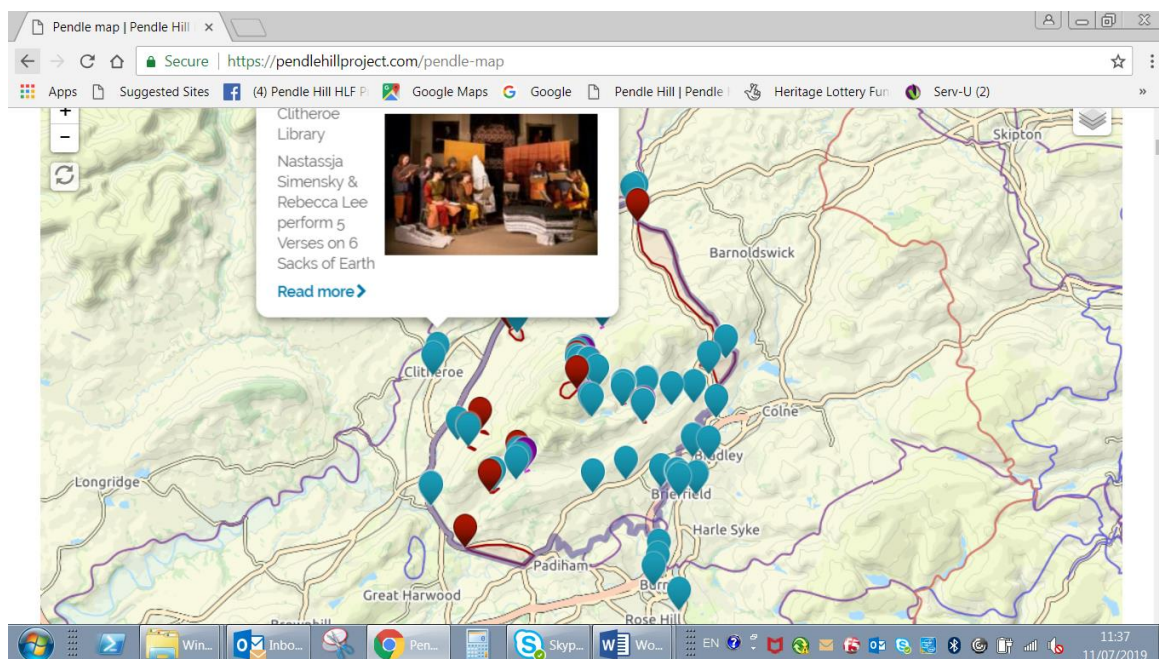 Pendle map | Pendle Hill
Secure
https://pendlehillproject.com/pendle-map
Apps
Suggested Sites
(4) Pendle Hill HLF P
Google Maps
Google
Pendle Hill | Pendle
Heritage Lottery Fun
Serv-U (2)
»
+
−
Clitheroe
Library
Nastassja
Simensky &
Rebecca Lee
perform 5
Verses on 6
Sacks of Earth
Read more
Skipton
Barnoldswick
Clitheroe
Colne
Longridge
Brierfield
Harle Syke
Padiham
Great Harwood
Rose Hill
Win...
Inbo...
Pen...
Skyp...
Wo...
EN
11:37
11/07/2019